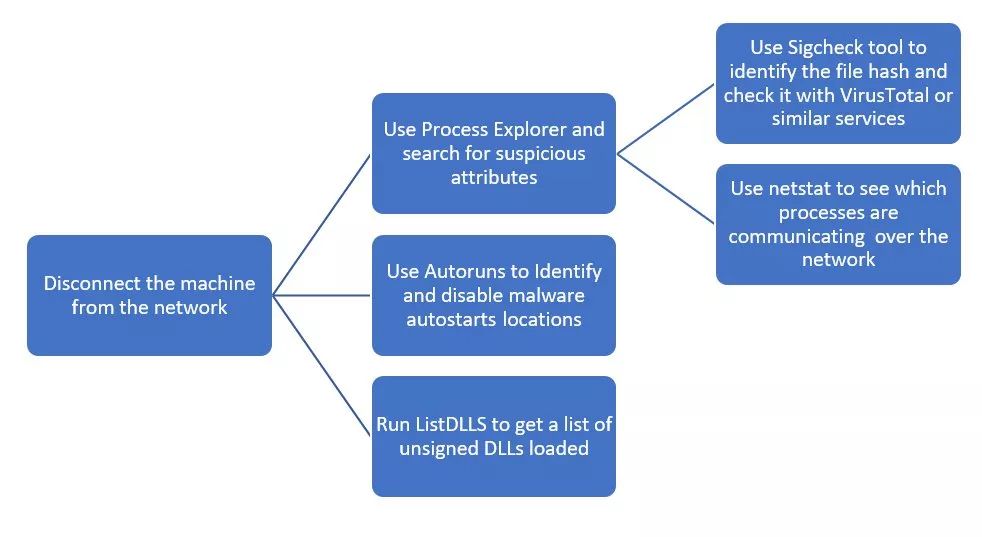 Disconnect the machine
from the network
Use Process Explorer and
search for suspicious
attributes
Use Autoruns to Identify
and disable malware
autostarts locations
Run ListDLLS to get a list of
unsigned DLLs loaded
Use Sigcheck tool to
identify the file hash and
check it with VirusTotal or
similar services
Use netstat to see which
processes are
communicating  over the
network